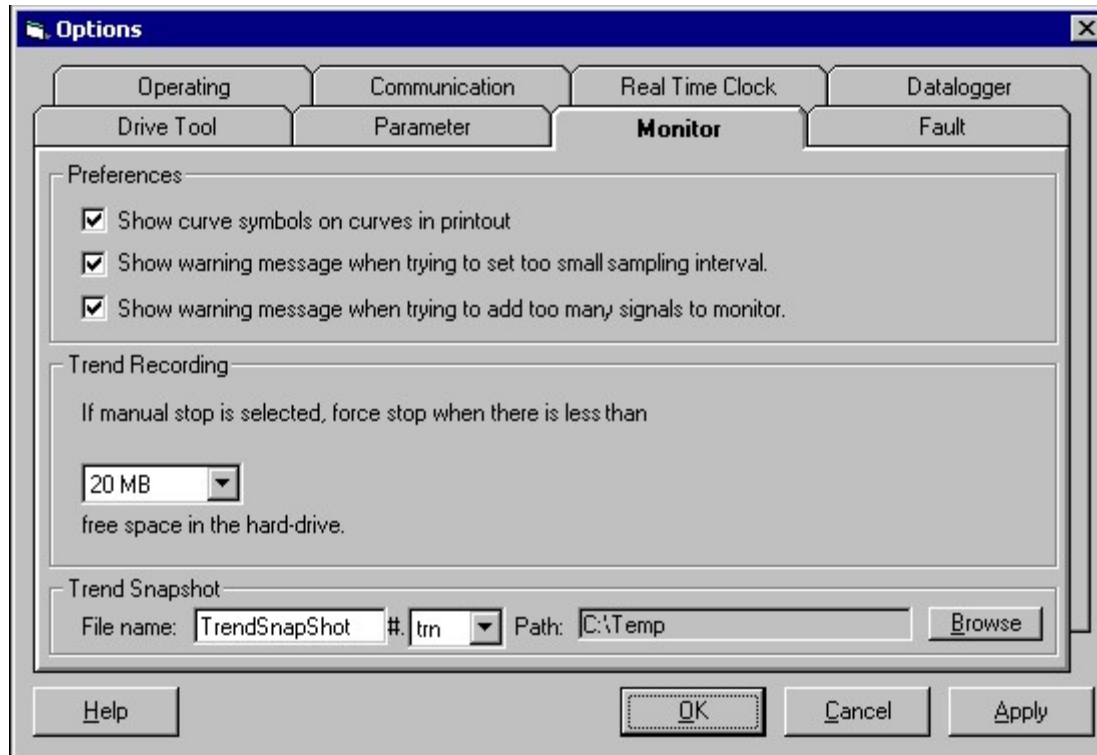 Options
Operating Communication Real Time Clock Datalogger
Drive Tool Parameter Monitor Fault
Preferences
Show curve symbols on curves in printout
Show warning message when trying to set too small sampling interval.
Show warning message when trying to add too many signals to monitor.
Trend Recording
If manual stop is selected, force stop when there is less than
20 MB
free space in the hard-drive.
Trend Snapshot
File name: TrendSnapShot #. trn Path: C:\Temp Browse
Help OK Cancel Apply